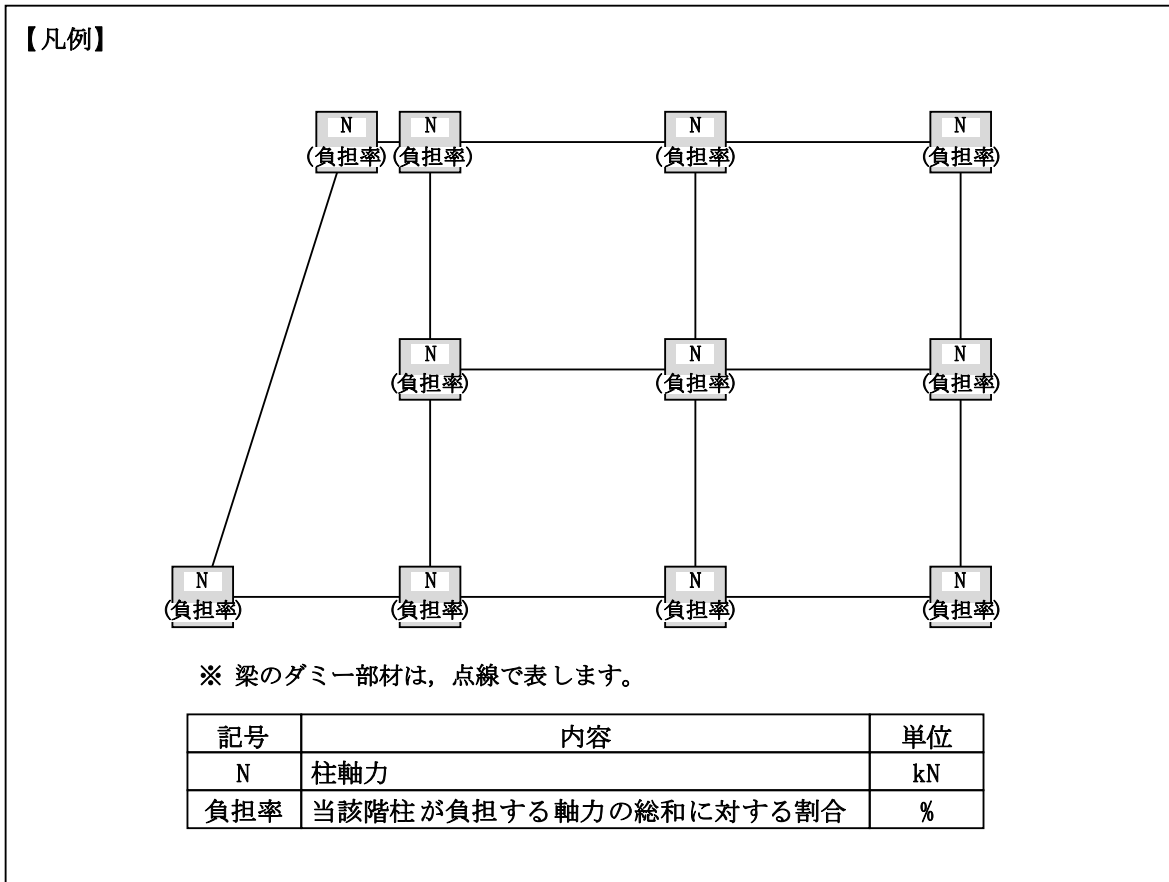 【凡例】
N N N N
(負担率) (負担率) (負担率) (負担率)
N N N
(負担率) (負担率) (負担率)
N N N N
(負担率) (負担率) (負担率) (負担率)
※ 梁のダミー部材は，点線で表します。
記号 内容 単位
N 柱軸力 kN
負担率 当該階柱が負担する軸力の総和に対する割合 %